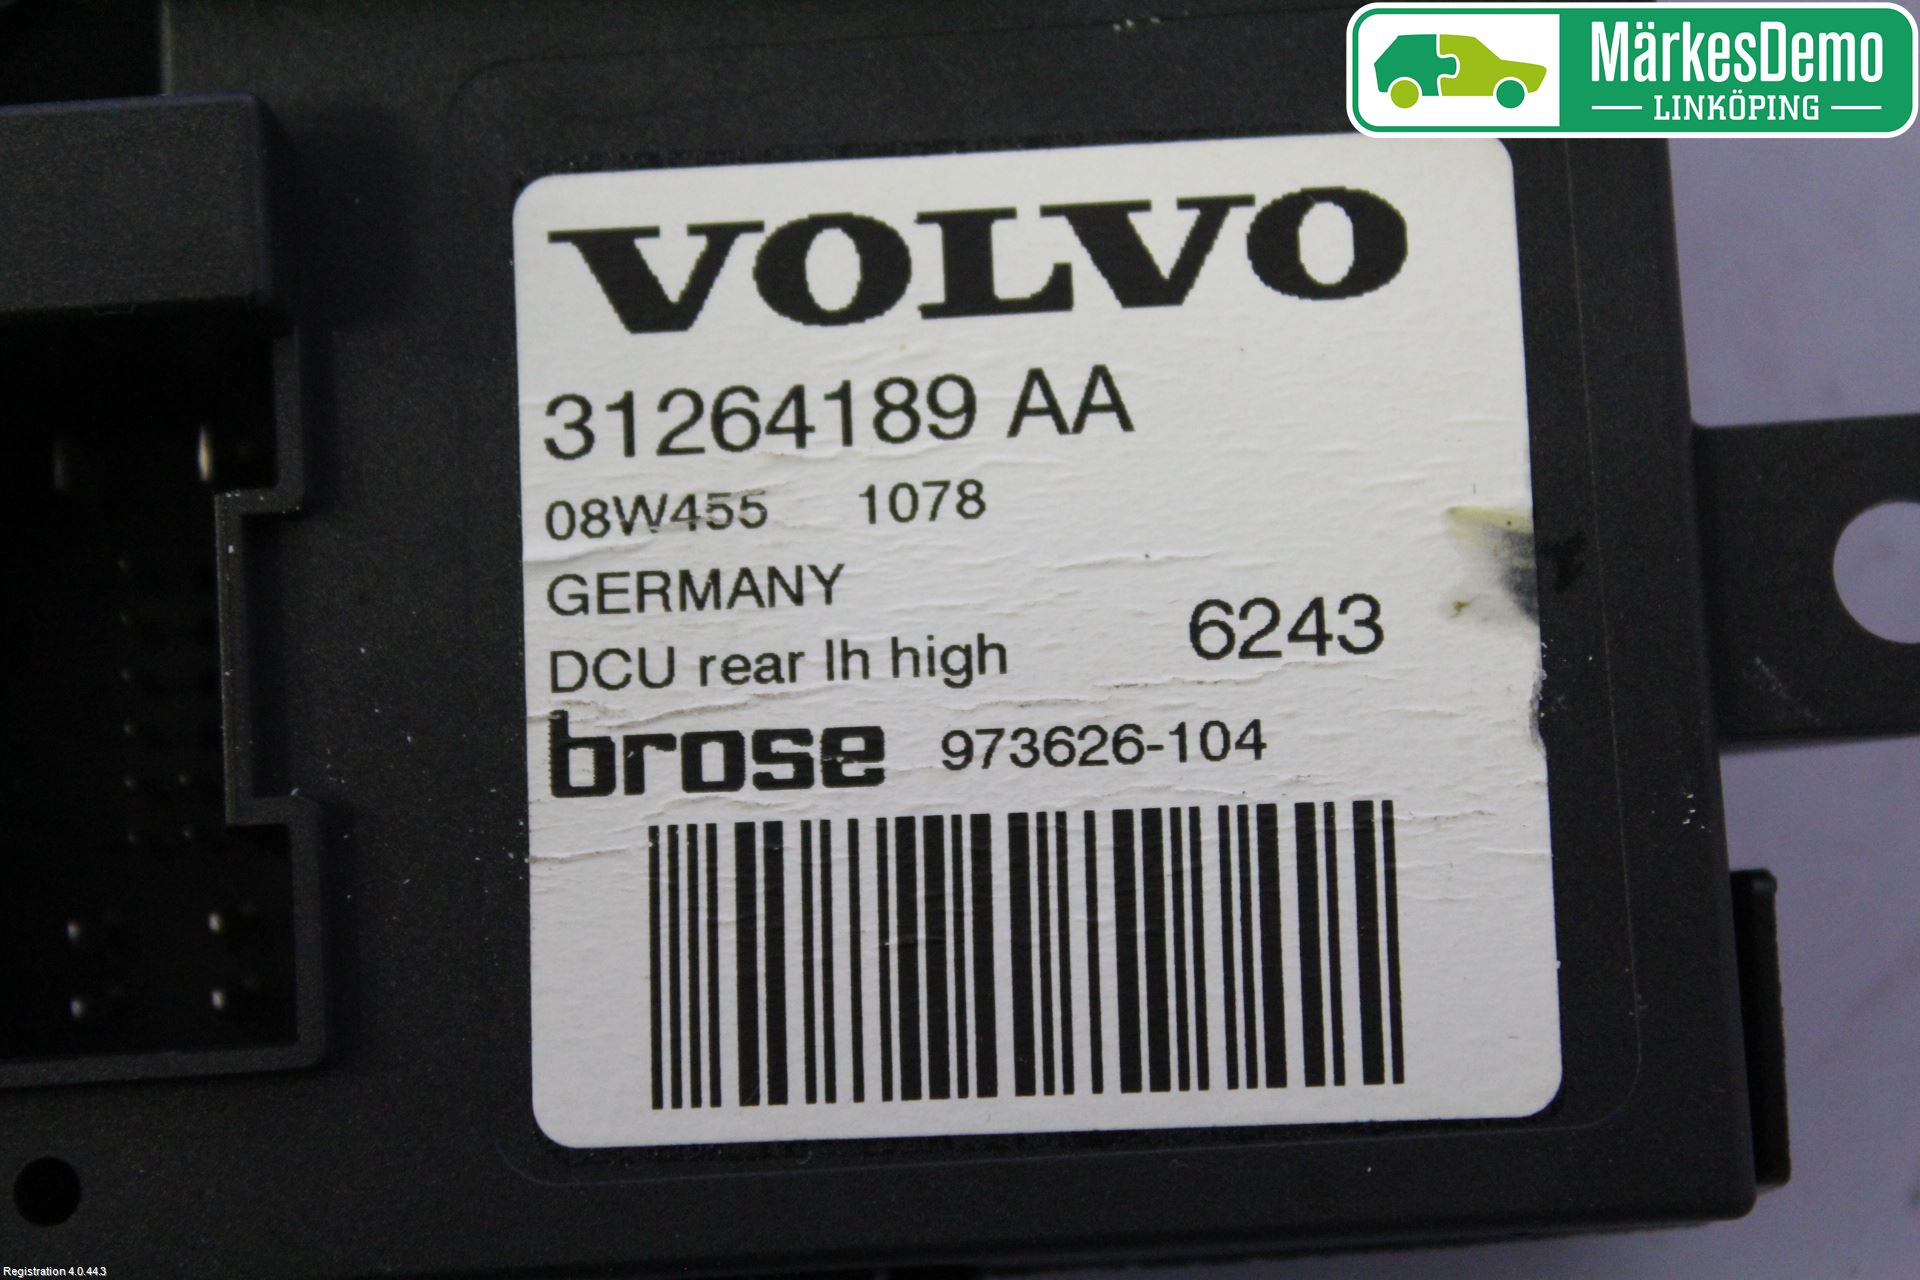 MärkesDemo
LINKÖPING
VOLVO
31264189 AA
08W455 1078
GERMANY
DCU rear lh high 6243
brose 973626-104
Registration 4.0.44.3